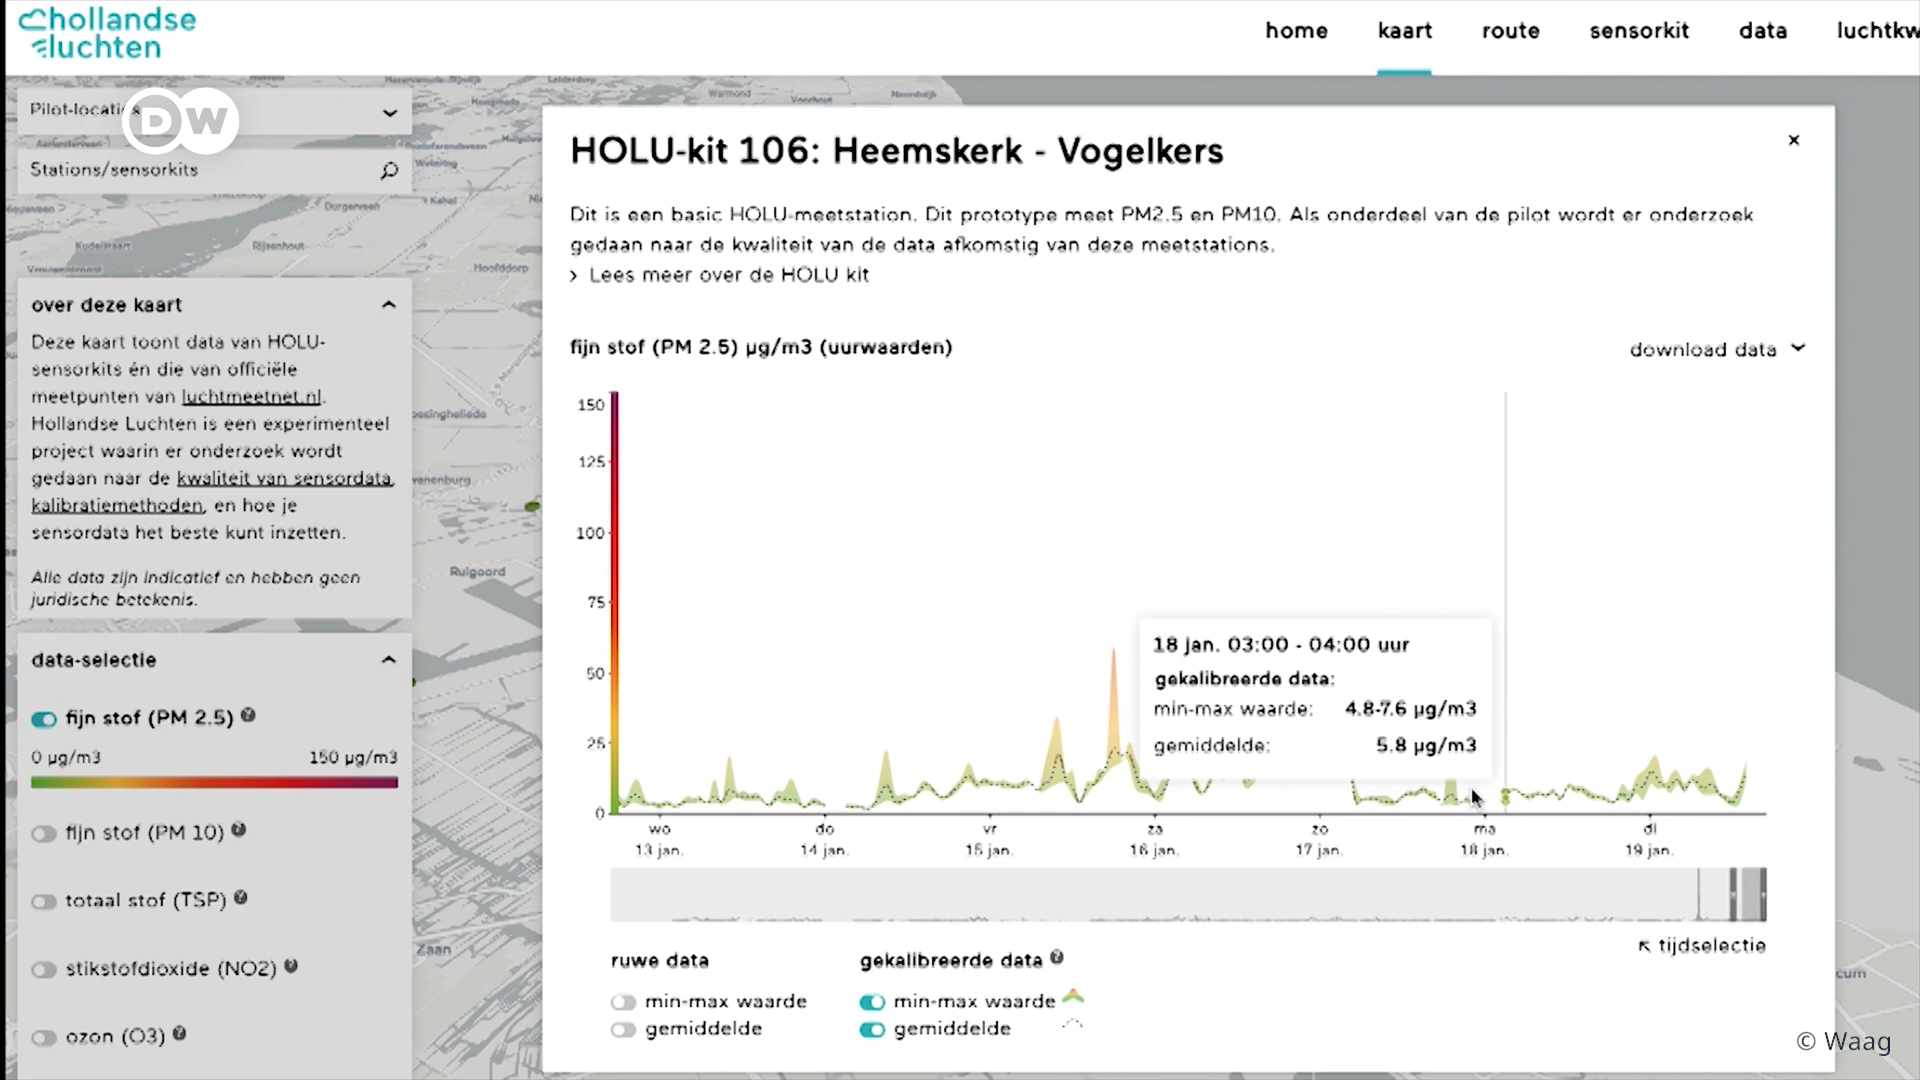 hollandse
luchten
home kaart route sensorkit data luchtkw
DW
Stations/sensorkits
over deze kaart
Deze kaart toont data van HOLU-
sensorkits én die van officiële
meetpunten van luchtmeetnet.nl.
Hollandse Luchten is een experimenteel
project waarin er onderzoek wordt
gedaan naar de kwaliteit van sensordata,
kalibratiemethoden, en hoe je
sensordata het beste kunt inzetten.
Alle data zijn indicatief en hebben geen
juridische betekenis.
data-selectie
fijn stof (PM 2.5)
0 µg/m3 150 µg/m3
fijn stof (PM 10)
totaal stof (TSP)
stikstofdioxide (NO2)
ozon (O3)
Warmond
Voorhout
Noordwijk
Wetering
Rijsenhout
Hoofddorp
Ruigoord
Zaan
HOLU-kit 106: Heemskerk - Vogelkers
×
Dit is een basic HOLU-meetstation. Dit prototype meet PM2.5 en PM10. Als onderdeel van de pilot wordt er onderzoek
gedaan naar de kwaliteit van de data afkomstig van deze meetstations.
> Lees meer over de HOLU kit
fijn stof (PM 2.5) µg/m3 (uurwaarden)
download data
150
125
100
75
50
25
0
18 jan. 03:00 - 04:00 uur
gekalibreerde data:
min-max waarde: 4.8-7.6 µg/m3
gemiddelde: 5.8 µg/m3
wo do vr za zo ma di
13 jan. 14 jan. 15 jan. 16 jan. 17 jan. 18 jan. 19 jan.
tijdselectie
ruwe data
min-max waarde
gemiddelde
gekalibreerde data
min-max waarde
gemiddelde
© Waag